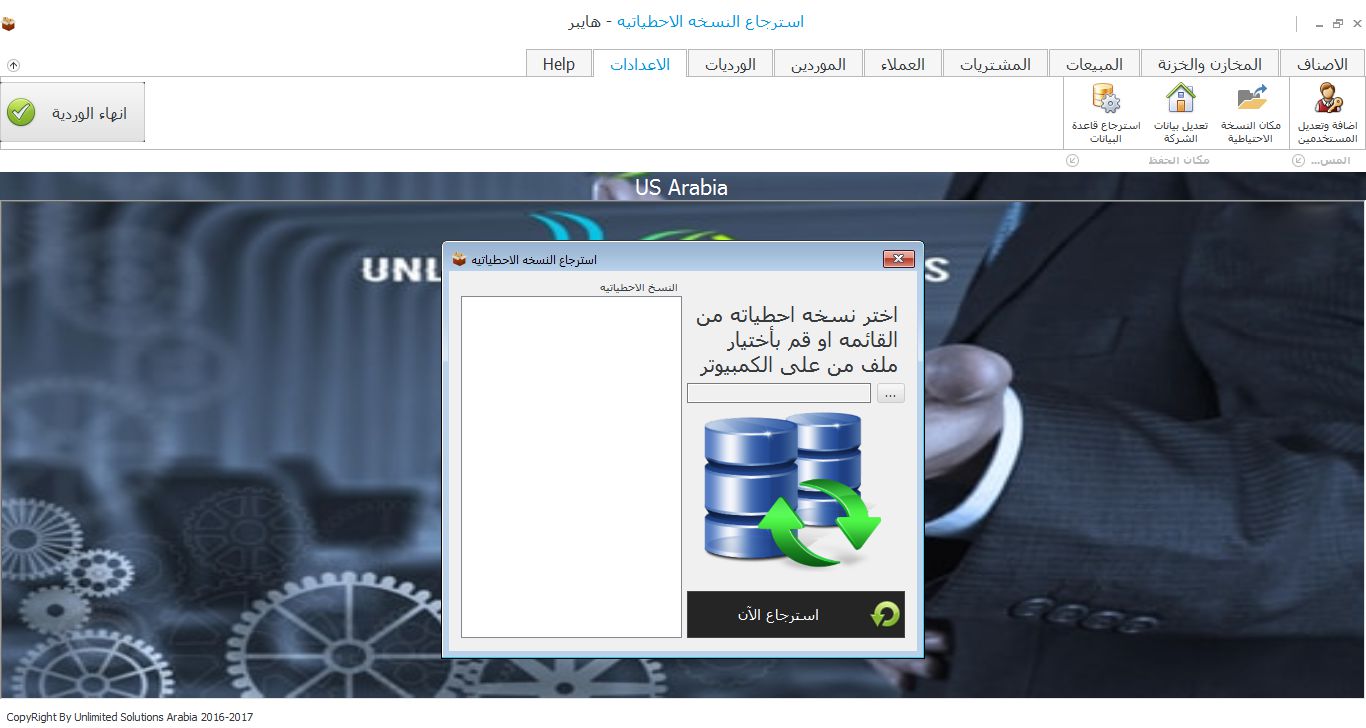 استرجاع النسخه الاحطياتيه - هايبر
الاصناف
المخازن والخزنة
المبيعات
المشتريات
العملاء
الموردين
الورديات
الاعدادات
Help
اضافة وتعديل
المستخدمين
مكان النسخة
الاحتياطية
تعديل بيانات
الشركة
استرجاع قاعدة
البيانات
انهاء الوردية
المس...
مكان الحفظ
US Arabia
UNL
S
استرجاع النسخه الاحطياتيه
النسخ الاحطياتيه
اختر نسخه احطياته من
القائمه او قم بأختيار
ملف من على الكمبيوتر
...
استرجاع الآن
CopyRight By Unlimited Solutions Arabia 2016-2017